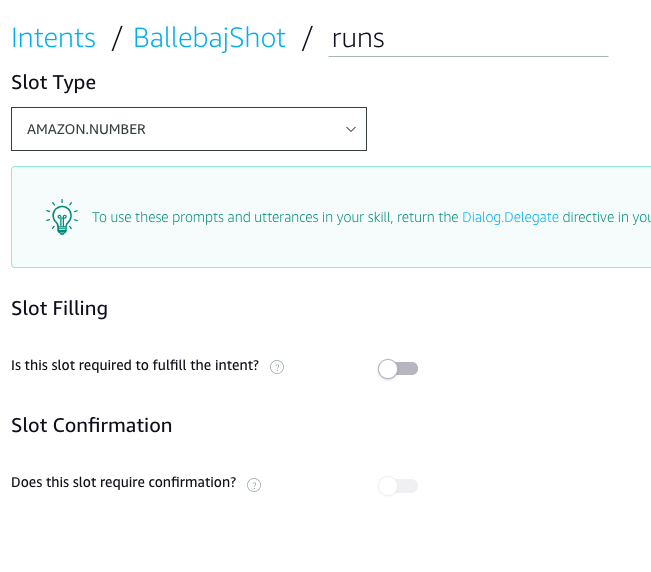 Intents / BallebajShot / runs
Slot Type
AMAZON.NUMBER
To use these prompts and utterances in your skill, return the Dialog.Delegate directive in you
Slot Filling
Is this slot required to fulfill the intent? ?
Slot Confirmation
Does this slot require confirmation? ?